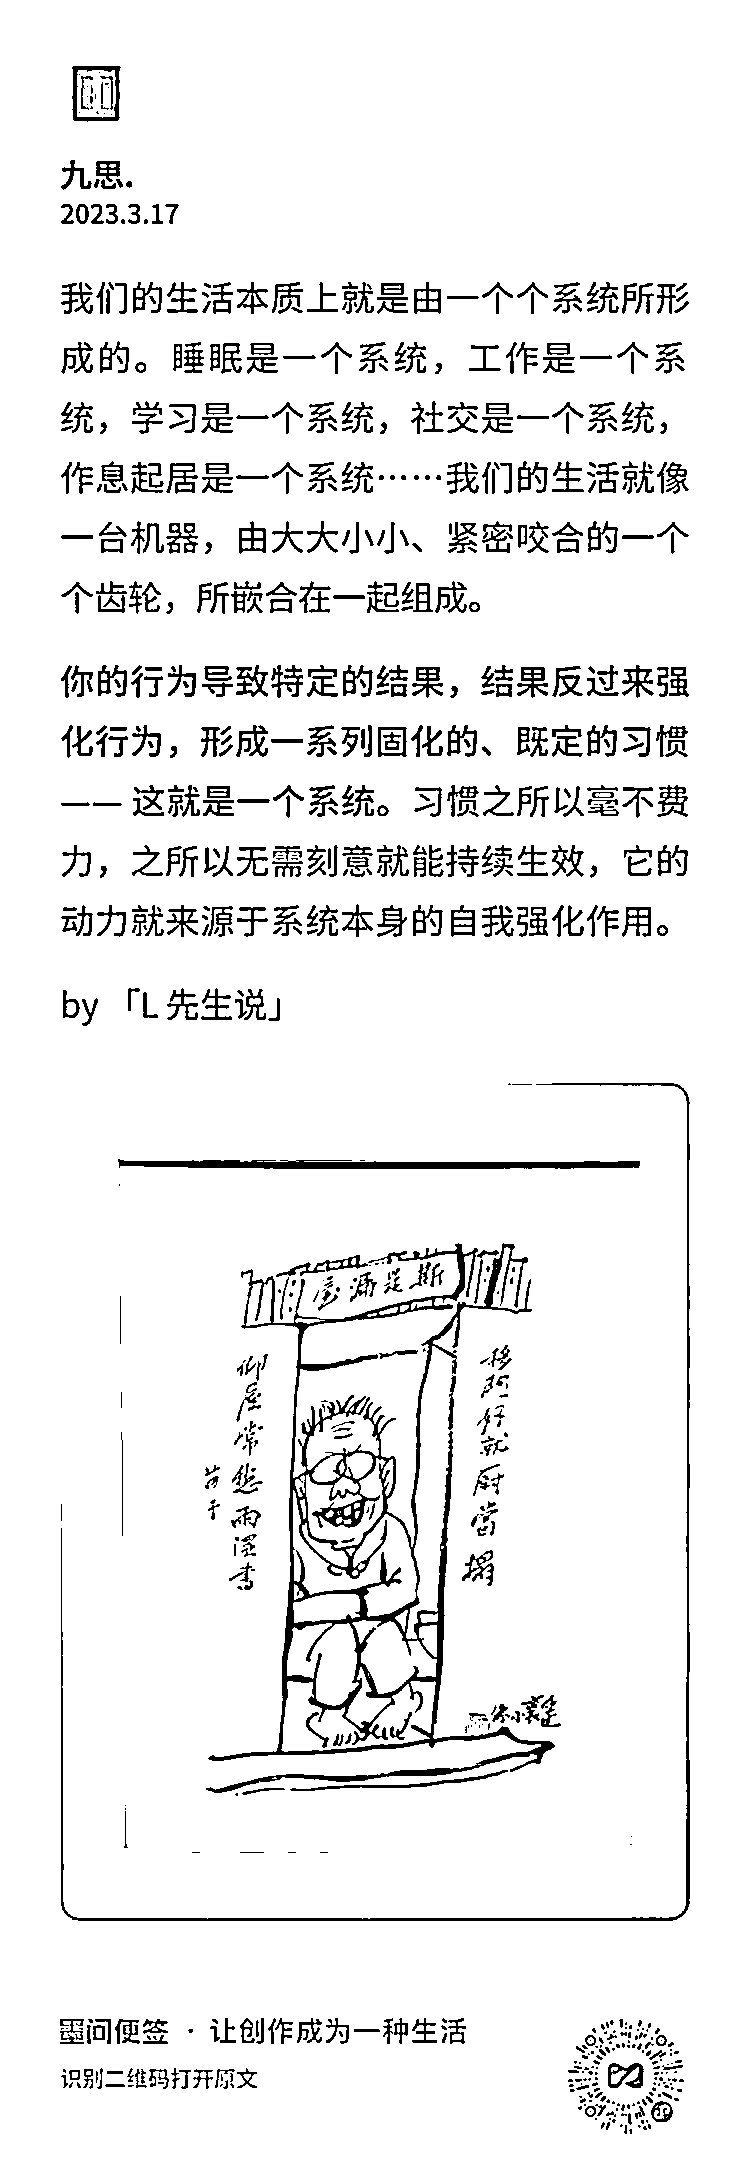 九思.
2023.3.17
我们的生活本质上就是由一个个系统所形
成的。睡眠是一个系统，工作是一个系
统，学习是一个系统，社交是一个系统，
作息起居是一个系统……我们的生活就像
一台机器，由大大小小、紧密咬合的一个
个齿轮，所嵌合在一起组成。
你的行为导致特定的结果，结果反过来强
化行为，形成一系列固化的、既定的习惯
—— 这就是一个系统。习惯之所以毫不费
力，之所以无需刻意就能持续生效，它的
动力就来源于系统本身的自我强化作用。
by 「L 先生说」
斯是漏屋
移阿好就厨當揭
仰屋常愁雨溼書
墨问便签 · 让创作成为一种生活
识别二维码打开原文